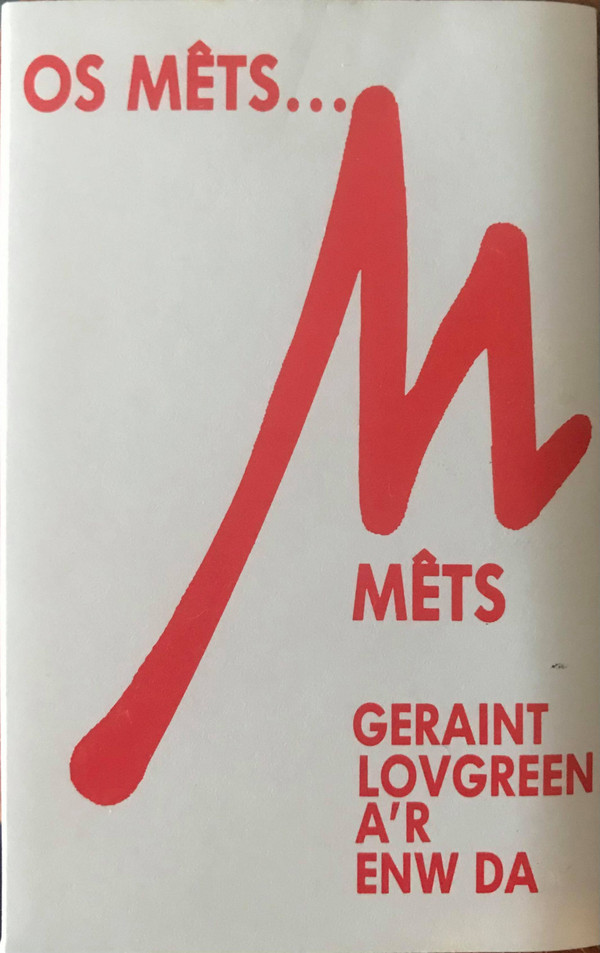 OS MÊTS...
M
MÊTS
GERAINT
LOVGREEN
A'R
ENW DA